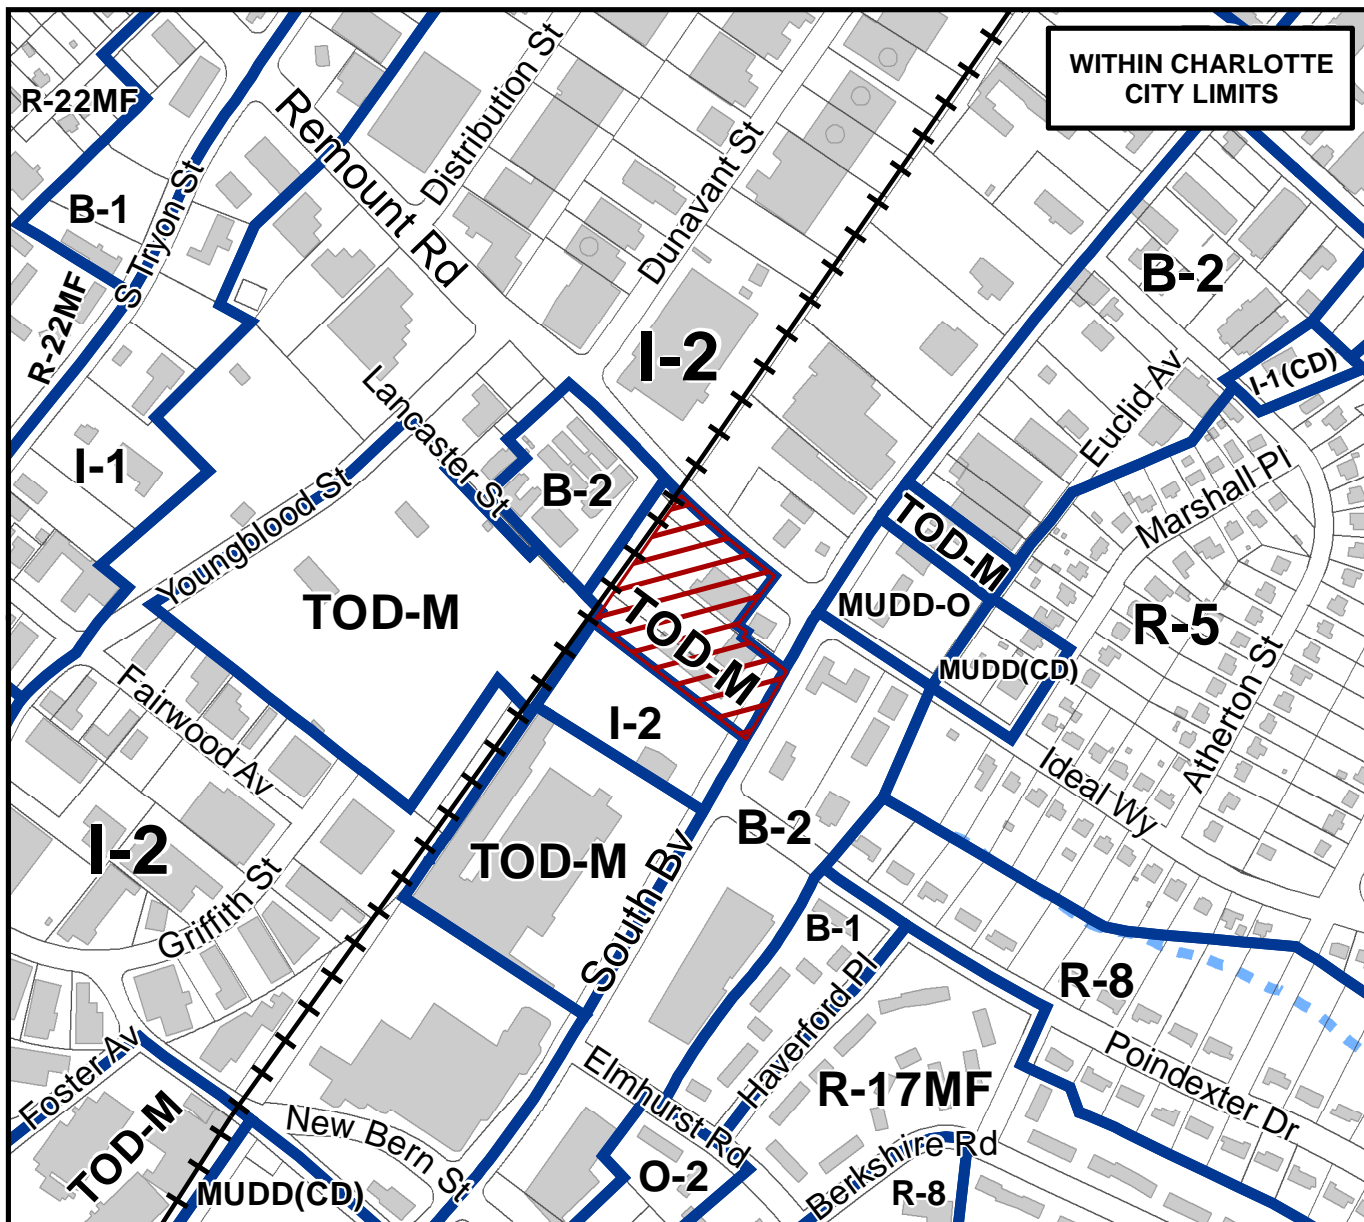 WITHIN CHARLOTTE
CITY LIMITS
R-22MF
Remount Rd
Distribution St
Dunavant St
B-1
S Tryon St
R-22MF
B-2
I-2
Lancaster St
Euclid Av
I-1(CD)
I-1
B-2
Marshall Pl
Youngblood St
TOD-M
TOD-M
TOD-M
MUDD-O
R-5
MUDD(CD)
Fairwood Av
I-2
Atherton St
Ideal Wy
I-2
TOD-M
South Bv
B-2
Griffith St
B-1
R-8
Haverford Pl
Poindexter Dr
Foster Av
TOD-M
Elmhurst Rd
R-17MF
New Bern St
Berkshire Rd
MUDD(CD)
O-2
R-8